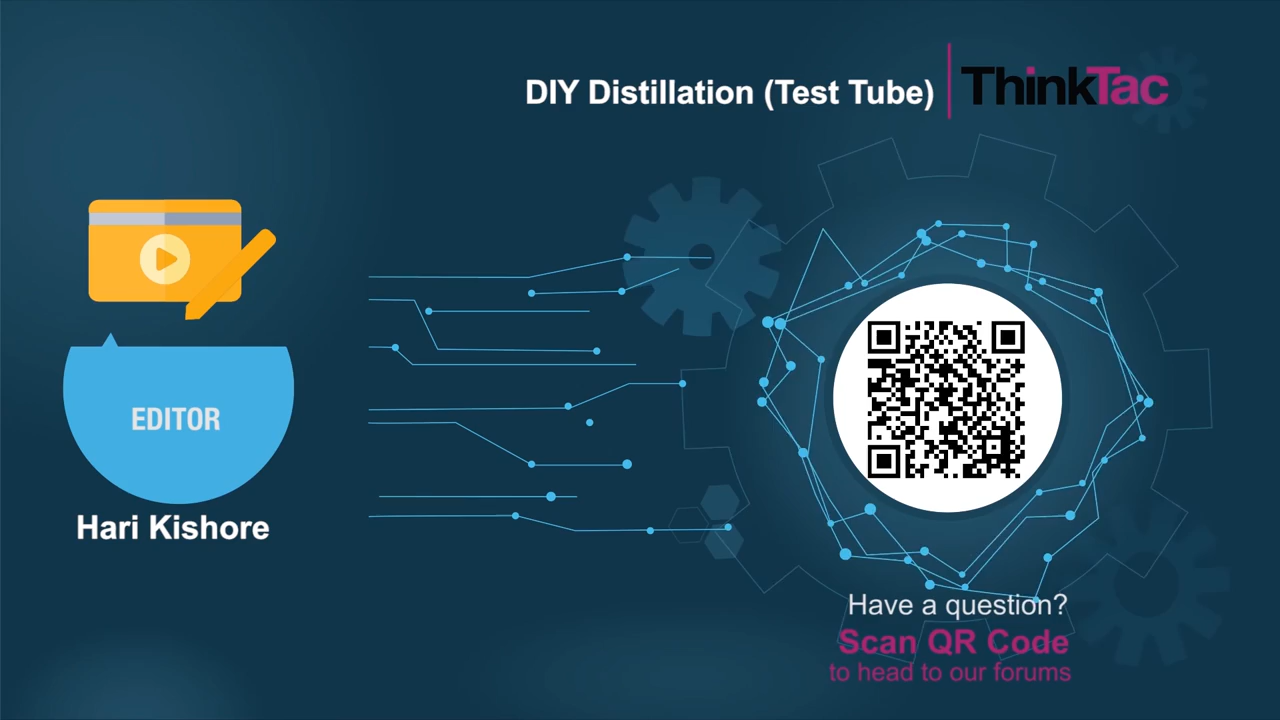 DIY Distillation (Test Tube)
ThinkTac
EDITOR
Hari Kishore
Have a question?
Scan QR Code
to head to our forums